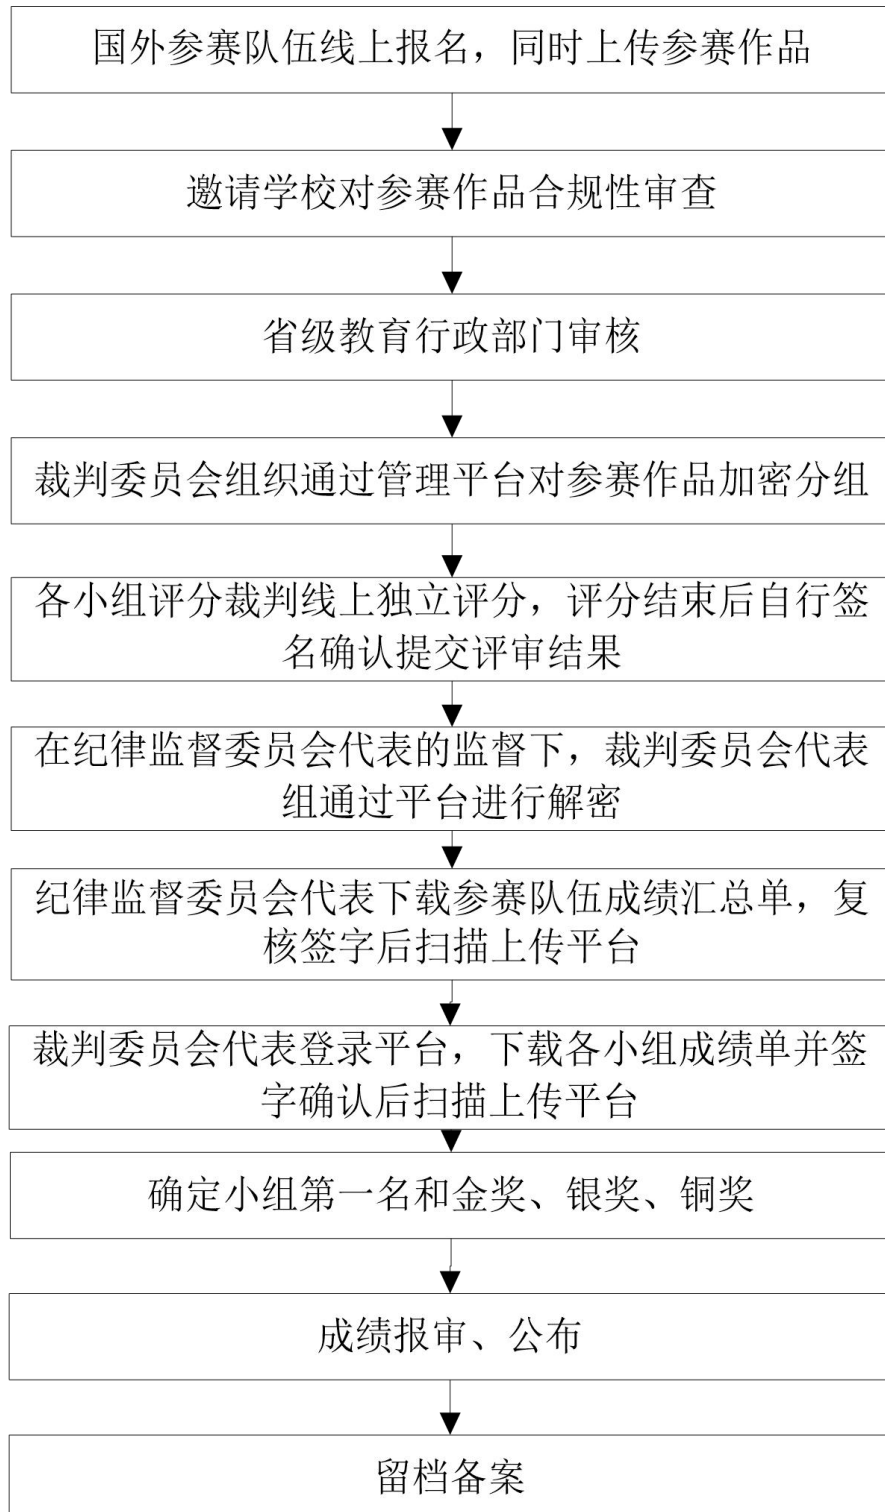 国外参赛队伍线上报名，同时上传参赛作品
邀请学校对参赛作品合规性审查
省级教育行政部门审核
裁判委员会组织通过管理平台对参赛作品加密分组
各小组评分裁判线上独立评分，评分结束后自行签
名确认提交评审结果
在纪律监督委员会代表的监督下，裁判委员会代表
组通过平台进行解密
纪律监督委员会代表下载参赛队伍成绩汇总单，复
核签字后扫描上传平台
裁判委员会代表登录平台，下载各小组成绩单并签
字确认后扫描上传平台
确定小组第一名和金奖、银奖、铜奖
成绩报审、公布
留档备案